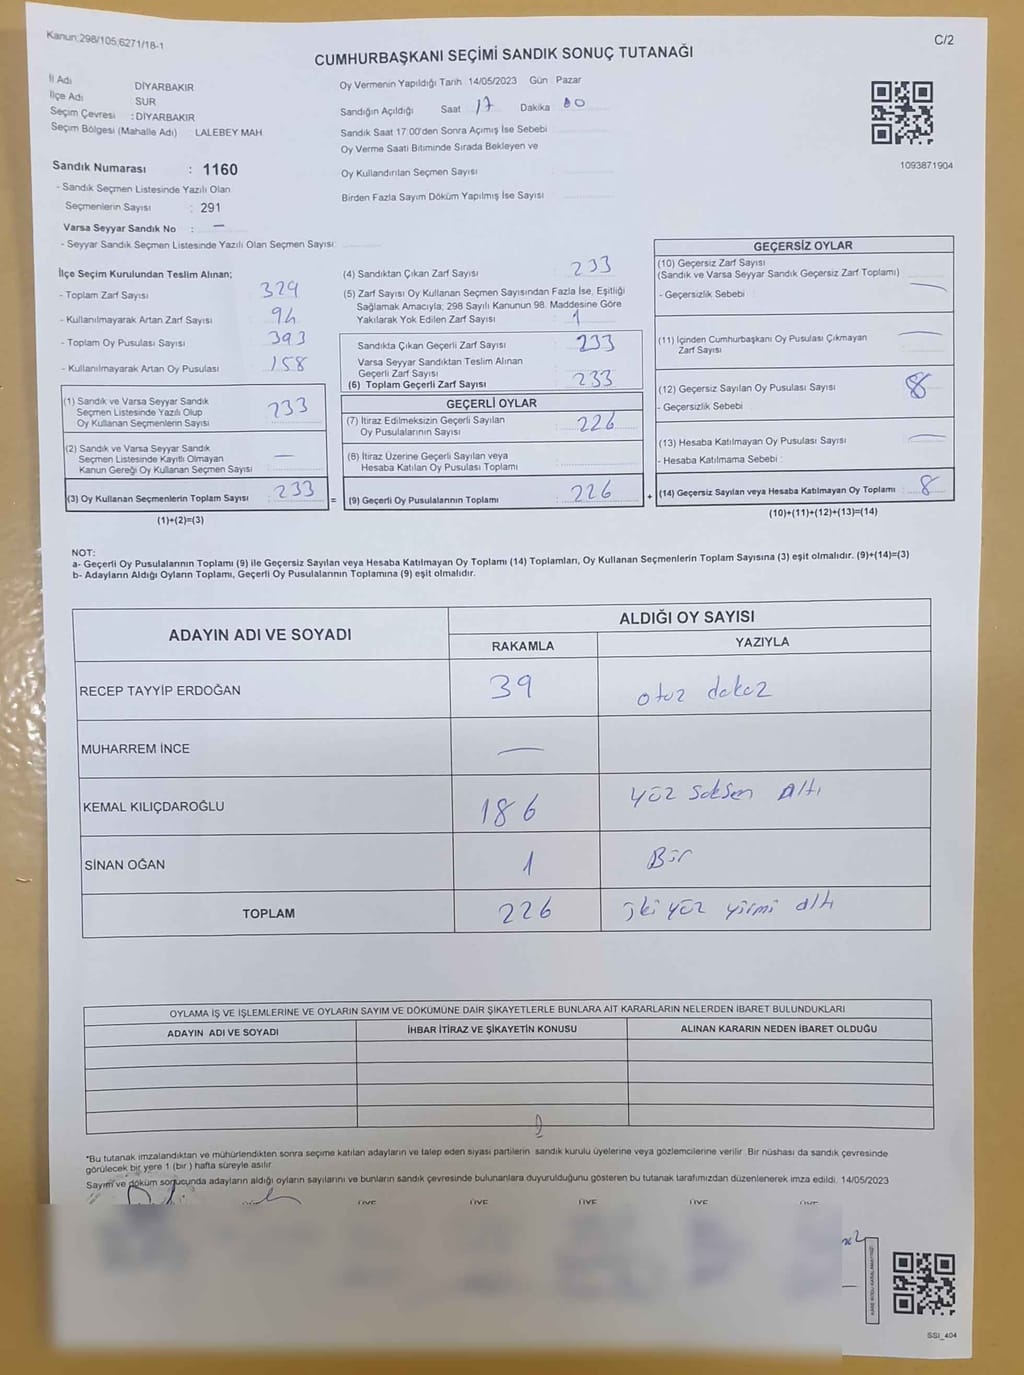 Kanun:298/105;6271/18-1
C/2
CUMHURBAŞKANI SEÇİMİ SANDIK SONUÇ TUTANAĞI
İl Adı : DİYARBAKIR
İlçe Adı : SUR
Seçim Çevresi : DİYARBAKIR
Seçim Bölgesi (Mahalle Adı) : LALEBEY MAH
Oy Vermenin Yapıldığı Tarih :14/05/2023 Gün : Pazar
Sandığın Açıldığı Saat 17 Dakika 00
Sandık Saat 17:00'den Sonra Açımış İse Sebebi
Oy Verme Saati Bitiminde Sırada Bekleyen ve
Oy Kullandırılan Seçmen Sayısı
Birden Fazla Sayım Döküm Yapılmış İse Sayısı
1093871904
Sandık Numarası : 1160
- Sandık Seçmen Listesinde Yazılı Olan
Seçmenlerin Sayısı : 291
Varsa Seyyar Sandık No : —
- Seyyar Sandık Seçmen Listesinde Yazılı Olan Seçmen Sayısı:
İlçe Seçim Kurulundan Teslim Alınan;
- Toplam Zarf Sayısı : 329
- Kullanılmayarak Artan Zarf Sayısı
- Toplam Oy Pusulası Sayısı : 393
- Kullanılmayarak Artan Oy Pusulası : 158
(1) Sandık ve Varsa Seyyar Sandık
Seçmen Listesinde Yazılı Olup
Oy Kullanan Seçmenlerin Sayısı : 233
(2) Sandık ve Varsa Seyyar Sandık
Seçmen Listesinde Kayıtlı Olmayan
Kanun Gereği Oy Kullanan Seçmen Sayısı : —
(3) Oy Kullanan Seçmenlerin Toplam Sayısı : 233
(1)+(2)=(3)
(4) Sandıktan Çıkan Zarf Sayısı : 233
(5) Zarf Sayısı Oy Kullanan Seçmen Sayısından Fazla İse, Eşitliği
Sağlamak Amacıyla; 298 Sayılı Kanunun 98. Maddesine Göre
Yakılarak Yok Edilen Zarf Sayısı : 1
Sandıkta Çıkan Geçerli Zarf Sayısı : 233
Varsa Seyyar Sandıktan Teslim Alınan
Geçerli Zarf Sayısı
(6) Toplam Geçerli Zarf Sayısı : 233
GEÇERLİ OYLAR
(7) İtiraz Edilmeksizin Geçerli Sayılan
Oy Pusulalarının Sayısı : 226
(8) İtiraz Üzerine Geçerli Sayılan veya
Hesaba Katılan Oy Pusulası Toplamı :
= (9) Geçerli Oy Pusulalarının Toplamı : 226
GEÇERSİZ OYLAR
(10) Geçersiz Zarf Sayısı
(Sandık ve Varsa Seyyar Sandık Geçersiz Zarf Toplamı)
- Geçersizlik Sebebi : —
(11) İçinden Cumhurbaşkanı Oy Pusulası Çıkmayan
Zarf Sayısı : —
(12) Geçersiz Sayılan Oy Pusulası Sayısı : 8
- Geçersizlik Sebebi :
(13) Hesaba Katılmayan Oy Pusulası Sayısı : —
- Hesaba Katılmama Sebebi :
+ (14) Geçersiz Sayılan veya Hesaba Katılmayan Oy Toplamı : 8
(10)+(11)+(12)+(13)=(14)
NOT:
a- Geçerli Oy Pusulalarının Toplamı (9) ile Geçersiz Sayılan veya Hesaba Katılmayan Oy Toplamı (14) Toplamları, Oy Kullanan Seçmenlerin Toplam Sayısına (3) eşit olmalıdır. (9)+(14)=(3)
b- Adayların Aldığı Oyların Toplamı, Geçerli Oy Pusulalarının Toplamına (9) eşit olmalıdır.
ADAYIN ADI VE SOYADI
ALDIĞI OY SAYISI
RAKAMLA YAZIYLA
RECEP TAYYİP ERDOĞAN 39 otuz dokuz
MUHARREM İNCE —
KEMAL KILIÇDAROĞLU 186 yüz seksen Altı
SİNAN OĞAN 1 Bir
TOPLAM 226 iki yüz yirmi altı
OYLAMA İŞ VE İŞLEMLERİNE VE OYLARIN SAYIM VE DÖKÜMÜNE DAİR ŞİKAYETLERLE BUNLARA AİT KARARLARIN NELERDEN İBARET BULUNDUKLARI
ADAYIN ADI VE SOYADI İHBAR İTİRAZ VE ŞİKAYETİN KONUSU ALINAN KARARIN NEDEN İBARET OLDUĞU
*Bu tutanak imzalandıktan ve mühürlendikten sonra seçime katılan adayların ve talep eden siyasi partilerin sandık kurulu üyelerine veya gözlemcilerine verilir. Bir nüshası da sandık çevresinde
görülecek bir yere 1 (bir ) hafta süreyle asılır.
Sayım ve döküm sonucunda adayların aldığı oyların sayılarını ve bunların sandık çevresinde bulunanlara duyurulduğunu gösteren bu tutanak tarafımızdan düzenlenerek imza edildi. 14/05/2023
ÜYE ÜYE ÜYE ÜYE ÜYE
SSI_404